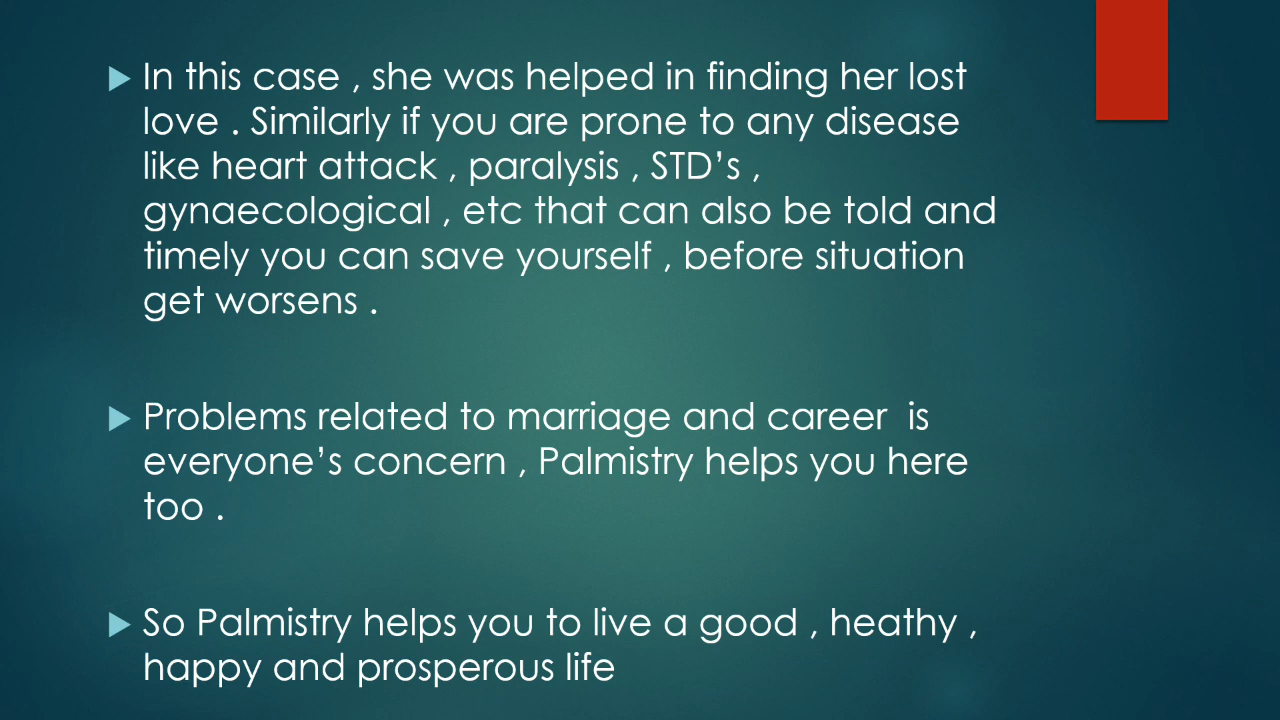 In this case , she was helped in finding her lost
love . Similarly if you are prone to any disease
like heart attack , paralysis , STD’s ,
gynaecological , etc that can also be told and
timely you can save yourself , before situation
get worsens .
Problems related to marriage and career  is
everyone’s concern , Palmistry helps you here
too .
So Palmistry helps you to live a good , heathy ,
happy and prosperous life